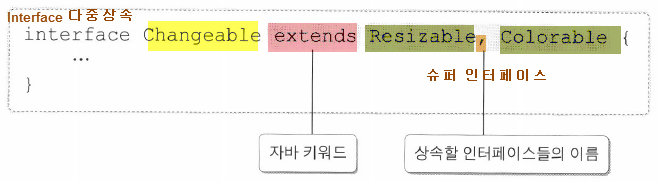 Interface 다중상속
interface Changeable extends Resizable, Colorable {
...
슈퍼 인터페이스
}
자바 키워드
상속할 인터페이스들의 이름